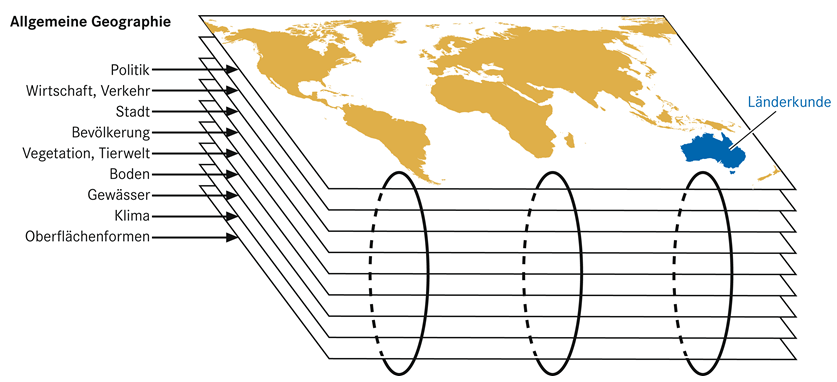 Allgemeine Geographie
Politik
Wirtschaft, Verkehr
Stadt
Bevölkerung
Vegetation, Tierwelt
Boden
Gewässer
Klima
Oberflächenformen
Länderkunde